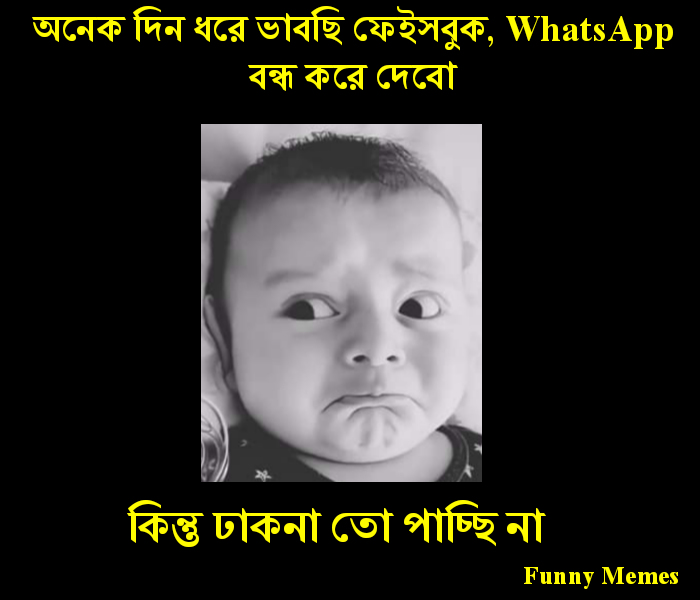 অনেক দিন ধরে ভাবছি ফেইসবুক, WhatsApp
বন্ধ করে দেবো
কিন্তু ঢাকনা তো পাচ্ছি না
Funny Memes